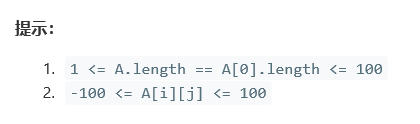 提示：
1. 1 <= A.length == A[0].length <= 100
2. -100 <= A[i][j] <= 100